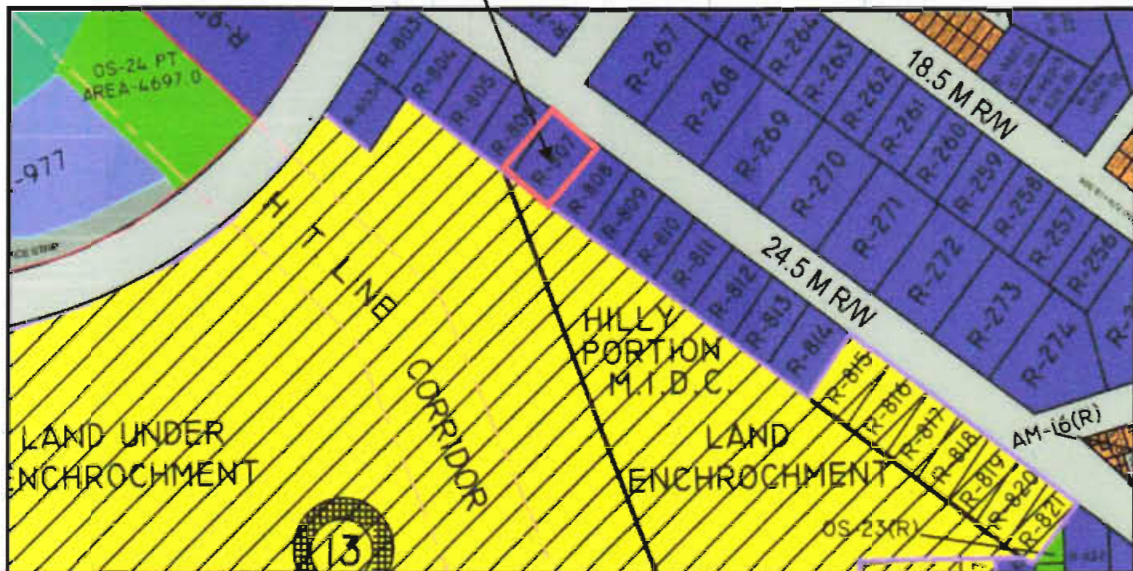 OS-24 PT
AREA-4697.0
-977
R-803
R-804
R-805
R-807
R-808
R-809
R-810
R-811
R-812
R-813
R-814
R-815
R-816
R-817
R-818
R-819
R-820
R-821
R-267
R-268
R-269
R-270
R-271
R-272
R-273
R-274
R-264
R-263
R-262
R-261
R-260
R-259
R-258
R-257
R-256
18.5 M R/W
24.5 M R/W
AM-16(R)
OS-23(R)
H T LINE
CORRIDOR
HILLY
PORTION
M.I.D.C.
LAND UNDER
ENCHROCHMENT
LAND
ENCHROCHMENT
13